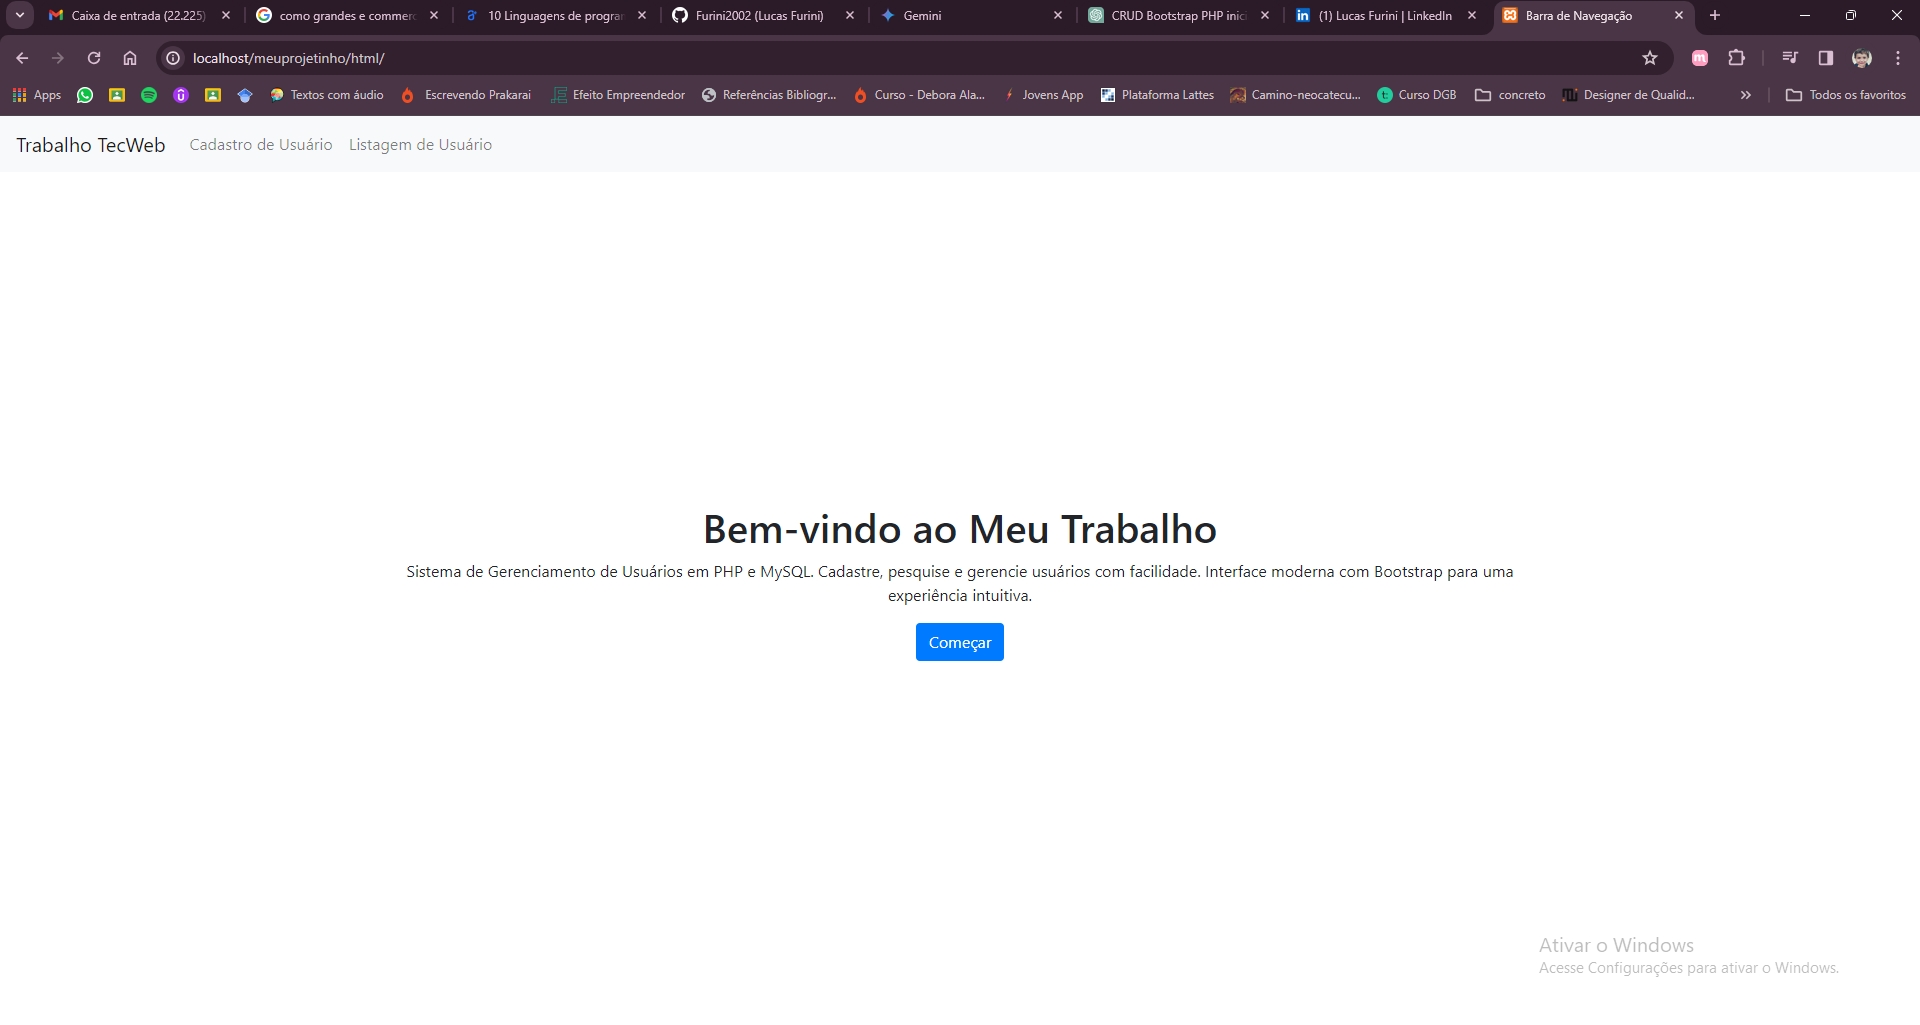 Caixa de entrada (22.225)
como grandes e commerc
10 Linguagens de program
Furini2002 (Lucas Furini)
Gemini
CRUD Bootstrap PHP inici
(1) Lucas Furini | LinkedIn
Barra de Navegação
localhost/meuprojetinho/html/
Apps
Textos com áudio
Escrevendo Prakarai
Efeito Empreendedor
Referências Bibliogr...
Curso - Debora Ala...
Jovens App
Plataforma Lattes
Camino-neocatecu...
Curso DGB
concreto
Designer de Qualid...
Todos os favoritos
Trabalho TecWeb
Cadastro de Usuário
Listagem de Usuário
Bem-vindo ao Meu Trabalho
Sistema de Gerenciamento de Usuários em PHP e MySQL. Cadastre, pesquise e gerencie usuários com facilidade. Interface moderna com Bootstrap para uma
experiência intuitiva.
Começar
Ativar o Windows
Acesse Configurações para ativar o Windows.